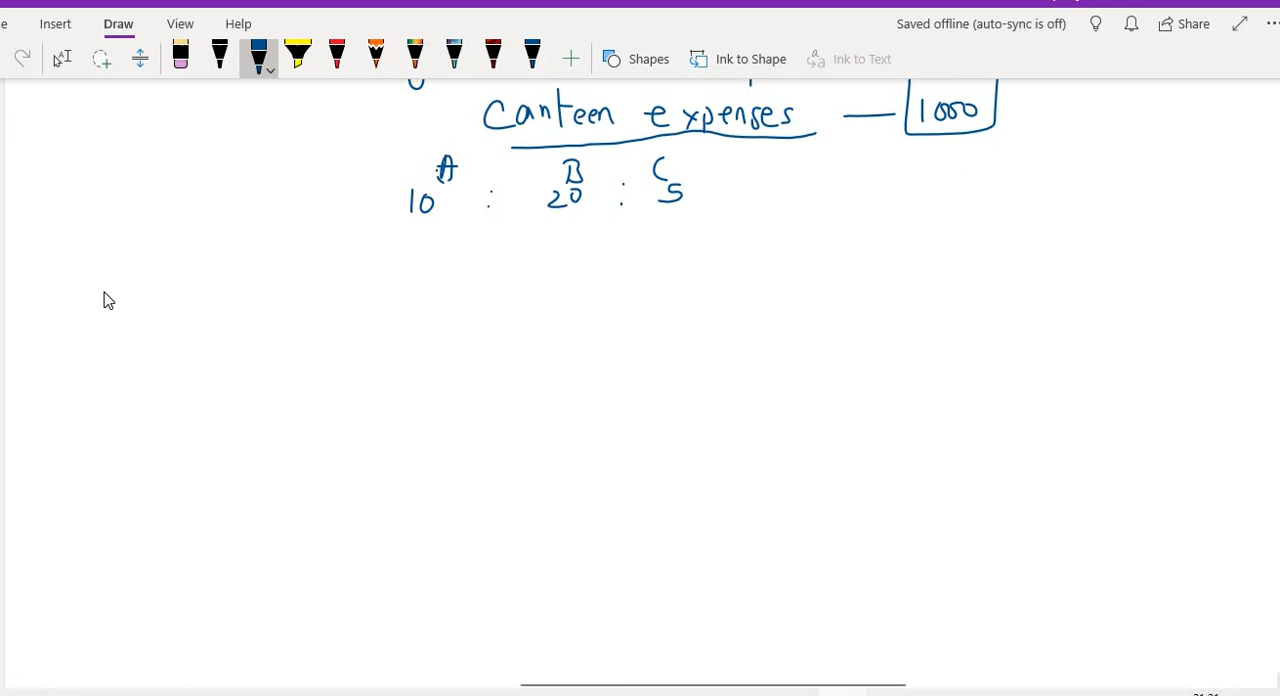 Insert Draw View Help Saved offline (auto-sync is off) Share
Shapes Ink to Shape Ink to Text
Canteen expenses — 1000
A B C
10 : 20 : 5